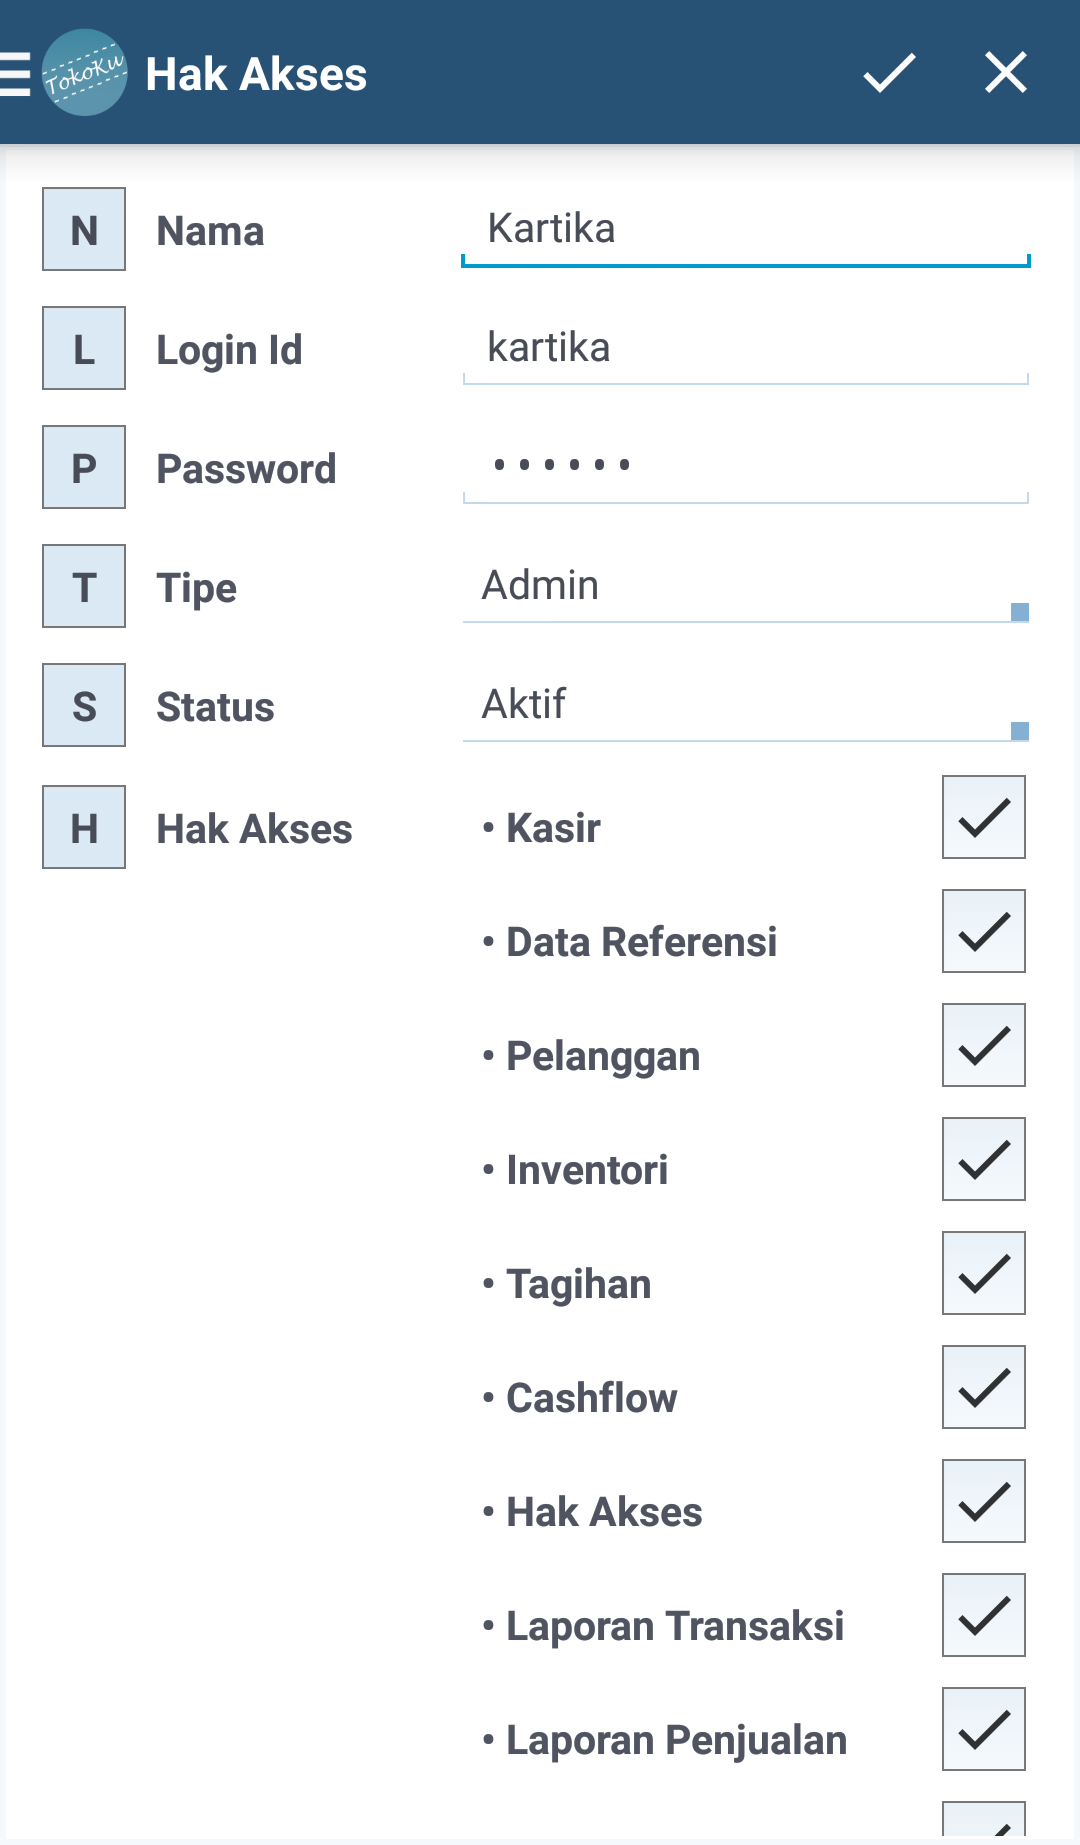 TokoKu Hak Akses
N Nama Kartika
L Login Id kartika
P Password ••••••
T Tipe Admin
S Status Aktif
H Hak Akses • Kasir
• Data Referensi
• Pelanggan
• Inventori
• Tagihan
• Cashflow
• Hak Akses
• Laporan Transaksi
• Laporan Penjualan